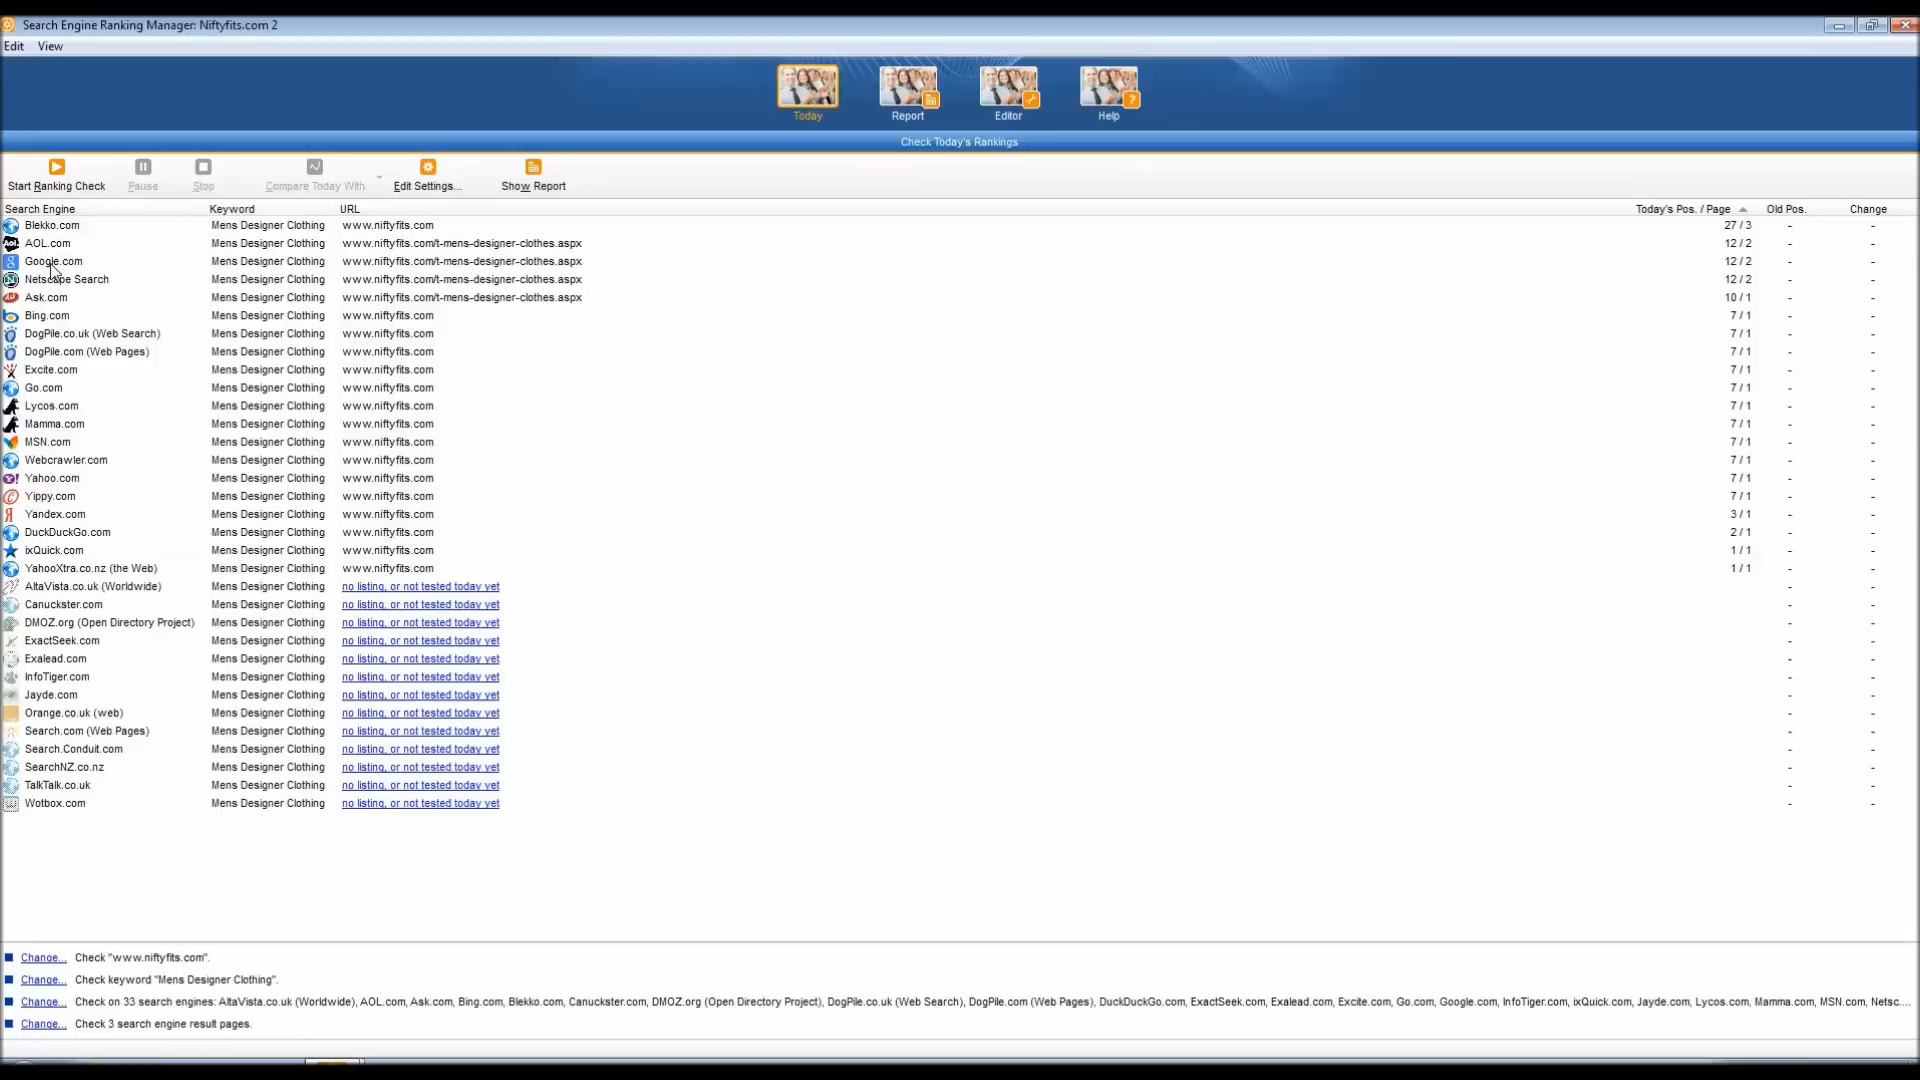 Search Engine Ranking Manager: Niftyfits.com 2
Edit View
Today Report Editor Help
Check Today's Rankings
Start Ranking Check Pause Stop Compare Today With Edit Settings... Show Report
Search Engine Keyword URL Today's Pos. / Page Old Pos. Change
Blekko.com Mens Designer Clothing www.niftyfits.com 27 / 3 - -
AOL.com Mens Designer Clothing www.niftyfits.com/t-mens-designer-clothes.aspx 12 / 2 - -
Google.com Mens Designer Clothing www.niftyfits.com/t-mens-designer-clothes.aspx 12 / 2 - -
Netscape Search Mens Designer Clothing www.niftyfits.com/t-mens-designer-clothes.aspx 12 / 2 - -
Ask.com Mens Designer Clothing www.niftyfits.com/t-mens-designer-clothes.aspx 10 / 1 - -
Bing.com Mens Designer Clothing www.niftyfits.com 7 / 1 - -
DogPile.co.uk (Web Search) Mens Designer Clothing www.niftyfits.com 7 / 1 - -
DogPile.com (Web Pages) Mens Designer Clothing www.niftyfits.com 7 / 1 - -
Excite.com Mens Designer Clothing www.niftyfits.com 7 / 1 - -
Go.com Mens Designer Clothing www.niftyfits.com 7 / 1 - -
Lycos.com Mens Designer Clothing www.niftyfits.com 7 / 1 - -
Mamma.com Mens Designer Clothing www.niftyfits.com 7 / 1 - -
MSN.com Mens Designer Clothing www.niftyfits.com 7 / 1 - -
Webcrawler.com Mens Designer Clothing www.niftyfits.com 7 / 1 - -
Yahoo.com Mens Designer Clothing www.niftyfits.com 7 / 1 - -
Yippy.com Mens Designer Clothing www.niftyfits.com 7 / 1 - -
Yandex.com Mens Designer Clothing www.niftyfits.com 3 / 1 - -
DuckDuckGo.com Mens Designer Clothing www.niftyfits.com 2 / 1 - -
ixQuick.com Mens Designer Clothing www.niftyfits.com 1 / 1 - -
YahooXtra.co.nz (the Web) Mens Designer Clothing www.niftyfits.com 1 / 1 - -
AltaVista.co.uk (Worldwide) Mens Designer Clothing no listing, or not tested today yet - -
Canuckster.com Mens Designer Clothing no listing, or not tested today yet - -
DMOZ.org (Open Directory Project) Mens Designer Clothing no listing, or not tested today yet - -
ExactSeek.com Mens Designer Clothing no listing, or not tested today yet - -
Exalead.com Mens Designer Clothing no listing, or not tested today yet - -
InfoTiger.com Mens Designer Clothing no listing, or not tested today yet - -
Jayde.com Mens Designer Clothing no listing, or not tested today yet - -
Orange.co.uk (web) Mens Designer Clothing no listing, or not tested today yet - -
Search.com (Web Pages) Mens Designer Clothing no listing, or not tested today yet - -
Search.Conduit.com Mens Designer Clothing no listing, or not tested today yet - -
SearchNZ.co.nz Mens Designer Clothing no listing, or not tested today yet - -
TalkTalk.co.uk Mens Designer Clothing no listing, or not tested today yet - -
Wotbox.com Mens Designer Clothing no listing, or not tested today yet - -
Change... Check "www.niftyfits.com".
Change... Check keyword "Mens Designer Clothing".
Change... Check on 33 search engines: AltaVista.co.uk (Worldwide), AOL.com, Ask.com, Bing.com, Blekko.com, Canuckster.com, DMOZ.org (Open Directory Project), DogPile.co.uk (Web Search), DogPile.com (Web Pages), DuckDuckGo.com, ExactSeek.com, Exalead.com, Excite.com, Go.com, Google.com, InfoTiger.com, ixQuick.com, Jayde.com, Lycos.com, Mamma.com, MSN.com, Netsc....
Change... Check 3 search engine result pages.